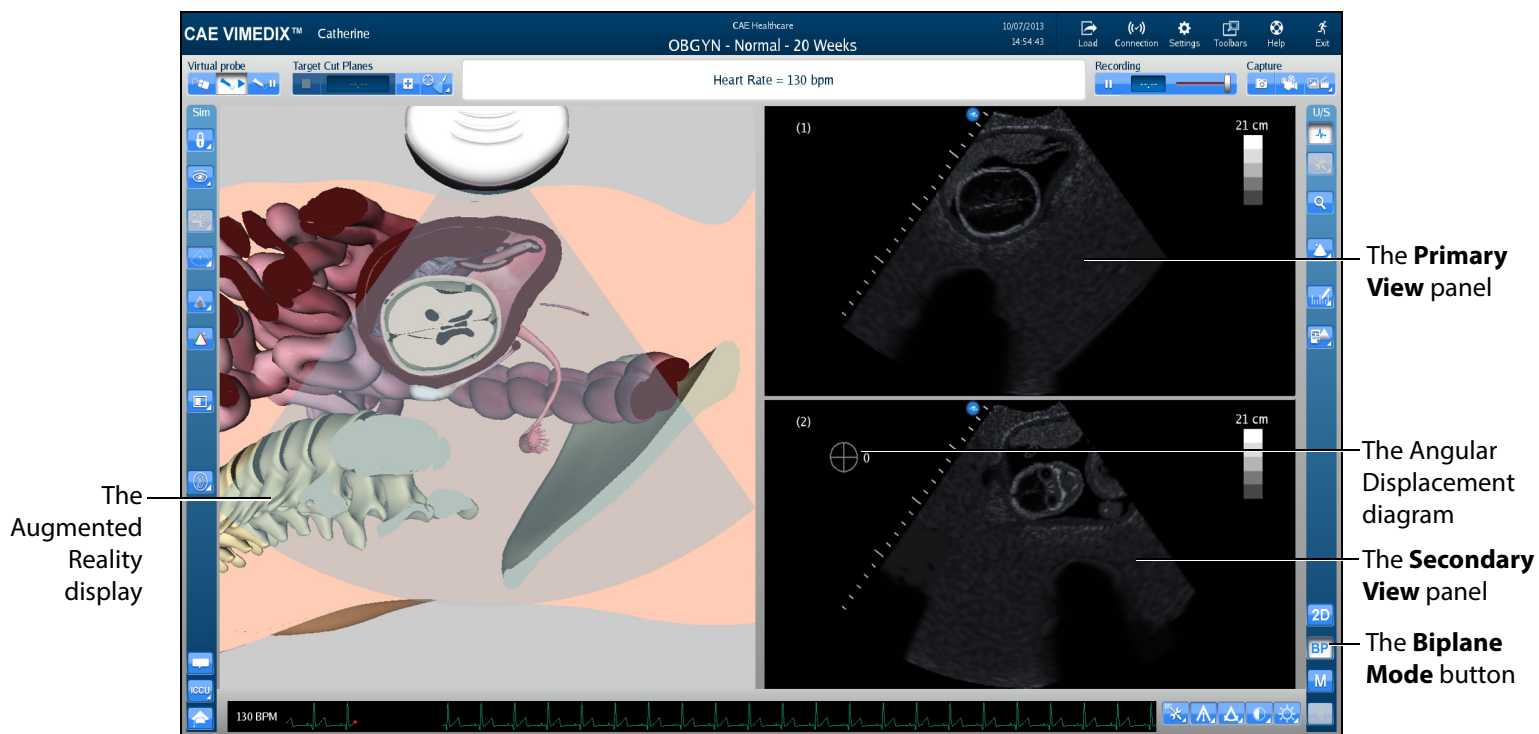 CAE VIMEDIX™ Catherine
CAE Healthcare
OBGYN - Normal - 20 Weeks
10/07/2013
14:54:43
Load Connection Settings Toolbars Help Exit
Virtual probe
Target Cut Planes
--.--
Heart Rate = 130 bpm
Recording
--.--
Capture
Sim
U/S
(1)
21 cm
The Primary
View panel
(2)
21 cm
0
The Angular
Displacement
diagram
The
Augmented
Reality
display
The Secondary
View panel
2D
BP
The Biplane
Mode button
M
ICCU
130 BPM